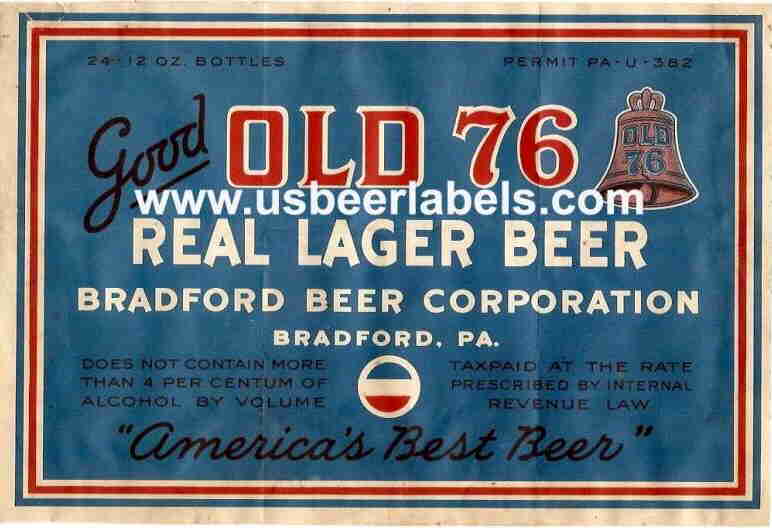 24-12 OZ. BOTTLES
PERMIT PA-U-382
Good OLD 76
OLD
76
www.usbeerlabels.com
REAL LAGER BEER
BRADFORD BEER CORPORATION
BRADFORD, PA.
DOES NOT CONTAIN MORE
THAN 4 PER CENTUM OF
ALCOHOL BY VOLUME
TAXPAID AT THE RATE
PRESCRIBED BY INTERNAL
REVENUE LAW
"America's Best Beer"